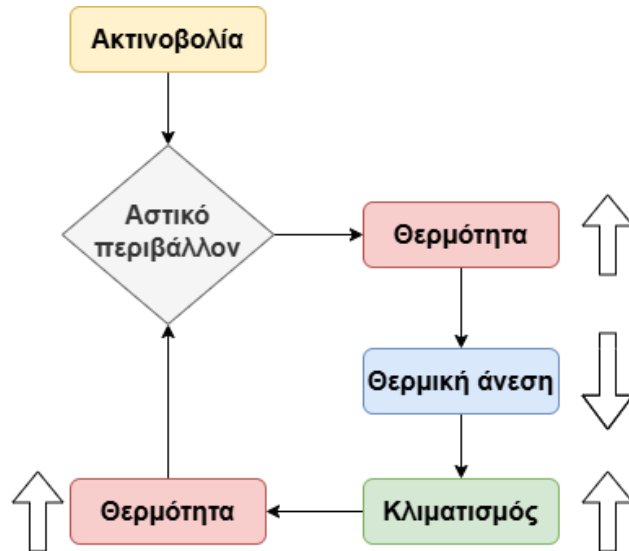 Ακτινοβολία
Αστικό
περιβάλλον
Θερμότητα
Θερμική άνεση
Κλιματισμός
Θερμότητα